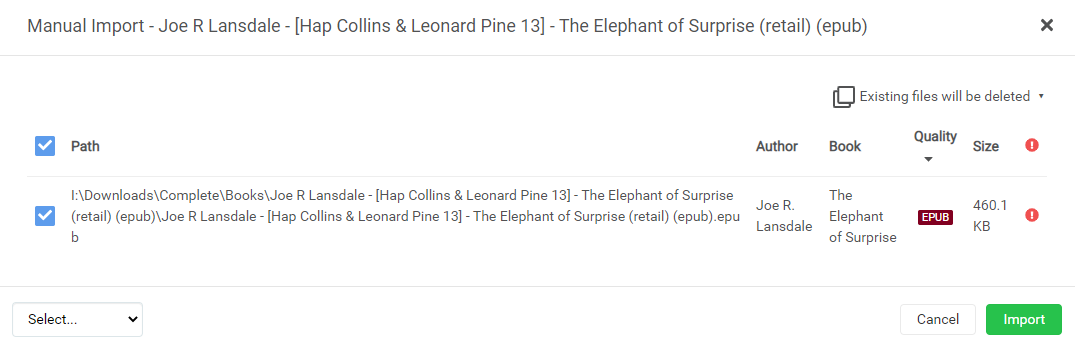 Manual Import - Joe R Lansdale - [Hap Collins & Leonard Pine 13] - The Elephant of Surprise (retail) (epub)
Existing files will be deleted
Path Author Book Quality Size
I:\Downloads\Complete\Books\Joe R Lansdale - [Hap Collins & Leonard Pine 13] - The Elephant of Surprise
(retail) (epub)\Joe R Lansdale - [Hap Collins & Leonard Pine 13] - The Elephant of Surprise (retail) (epub).epu
b
Joe R.
Lansdale
The
Elephant
of Surprise
EPUB
460.1
KB
Select...
Cancel
Import